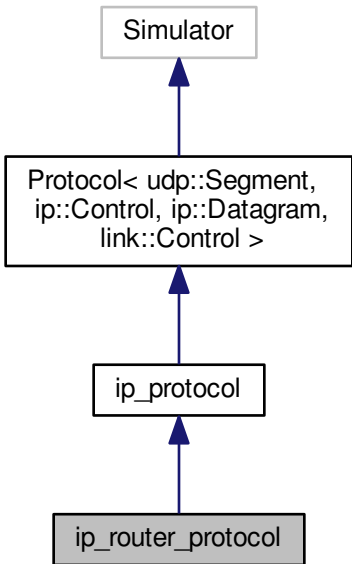 Simulator
Protocol< udp::Segment,
ip::Control, ip::Datagram,
link::Control >
ip_protocol
ip_router_protocol